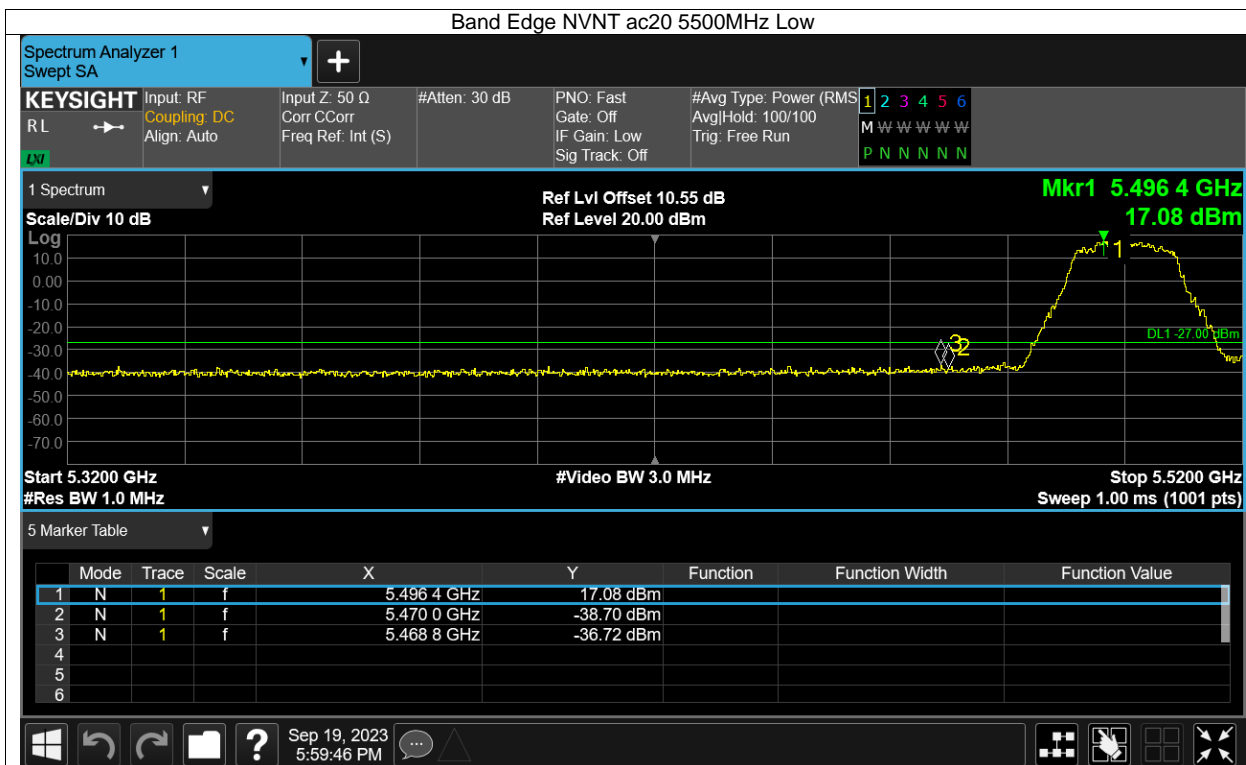 Band Edge NVNT ac20 5500MHz Low
Spectrum Analyzer 1
Swept SA
KEYSIGHT
RL
LXI
Input: RF
Coupling: DC
Align: Auto
Input Z: 50 Ω
Corr CCorr
Freq Ref: Int (S)
#Atten: 30 dB
PNO: Fast
Gate: Off
IF Gain: Low
Sig Track: Off
#Avg Type: Power (RMS
Avg|Hold: 100/100
Trig: Free Run
1 2 3 4 5 6
M W W W W W
P N N N N N
1 Spectrum
Scale/Div 10 dB
Ref Lvl Offset 10.55 dB
Ref Level 20.00 dBm
Mkr1 5.496 4 GHz
17.08 dBm
Log
10.0
0.00
-10.0
-20.0
-30.0
-40.0
-50.0
-60.0
-70.0
1
3
2
DL1 -27.00 dBm
Start 5.3200 GHz
#Video BW 3.0 MHz
Stop 5.5200 GHz
#Res BW 1.0 MHz
Sweep 1.00 ms (1001 pts)
5 Marker Table
Mode Trace Scale X Y Function Function Width Function Value
1 N 1 f 5.496 4 GHz 17.08 dBm
2 N 1 f 5.470 0 GHz -38.70 dBm
3 N 1 f 5.468 8 GHz -36.72 dBm
4
5
6
?
Sep 19, 2023
5:59:46 PM